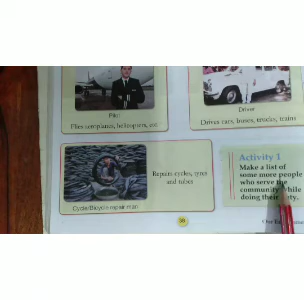 Pilot
Flies aeroplanes, helicopters, etc.
Driver
Drives cars, buses, trucks, trains
Repairs cycles, tyres
and tubes
Cycle/Bicycle repair man
Activity 1
Make a list of
some more people
who serve the
community while
doing their duty.
58